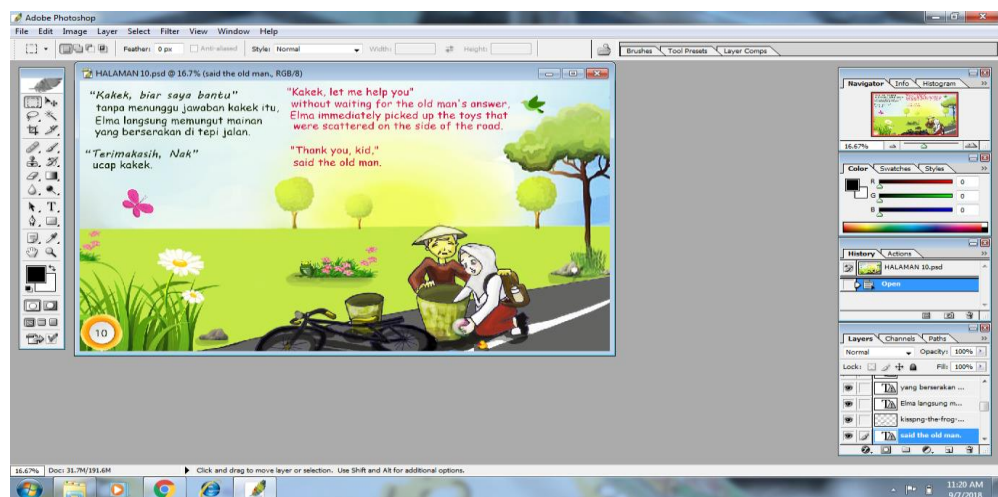 Adobe Photoshop
File Edit Image Layer Select Filter View Window Help
Feather: 0 px Anti-aliased Style: Normal Width: Height:
Brushes Tool Presets Layer Comps
HALAMAN 10.psd @ 16.7% (said the old man., RGB/8)
"Kakek, biar saya bantu"
tanpa menunggu jawaban kakek itu,
Elma langsung memungut mainan
yang berserakan di tepi jalan.
"Terimakasih, Nak"
ucap kakek.
"Kakek, let me help you"
without waiting for the old man's answer,
Elma immediately picked up the toys that
were scattered on the side of the road.
"Thank you, kid,"
said the old man.
10
Navigator Info Histogram
16.67%
Color Swatches Styles
R 0
G 0
B 0
History Actions
HALAMAN 10.psd
Open
Layers Channels Paths
Normal Opacity: 100%
Lock: Fill: 100%
yang berserakan ...
Elma langsung m...
kisspng-the-frog-...
said the old man.
16.67% Doc: 31.7M/191.6M Click and drag to move layer or selection. Use Shift and Alt for additional options.
11:20 AM
9/7/2018